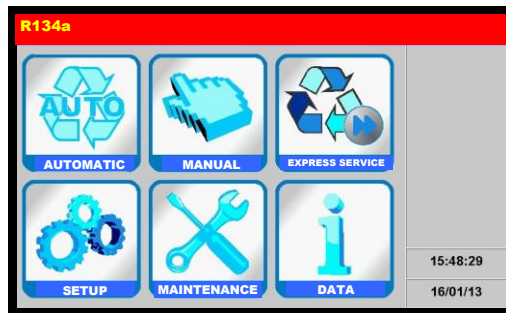 R134a
AUTO
AUTOMATIC
MANUAL
EXPRESS SERVICE
SETUP
MAINTENANCE
DATA
15:48:29
16/01/13